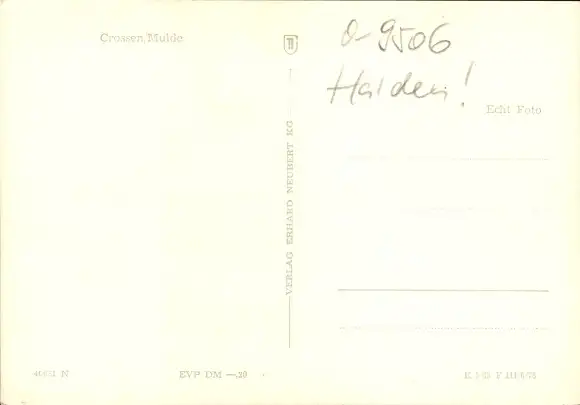 Crossen, Mulde
O-9506
Halden!
Echt Foto
VERLAG ERHARD NEUBERT KG
EVP DM —.20